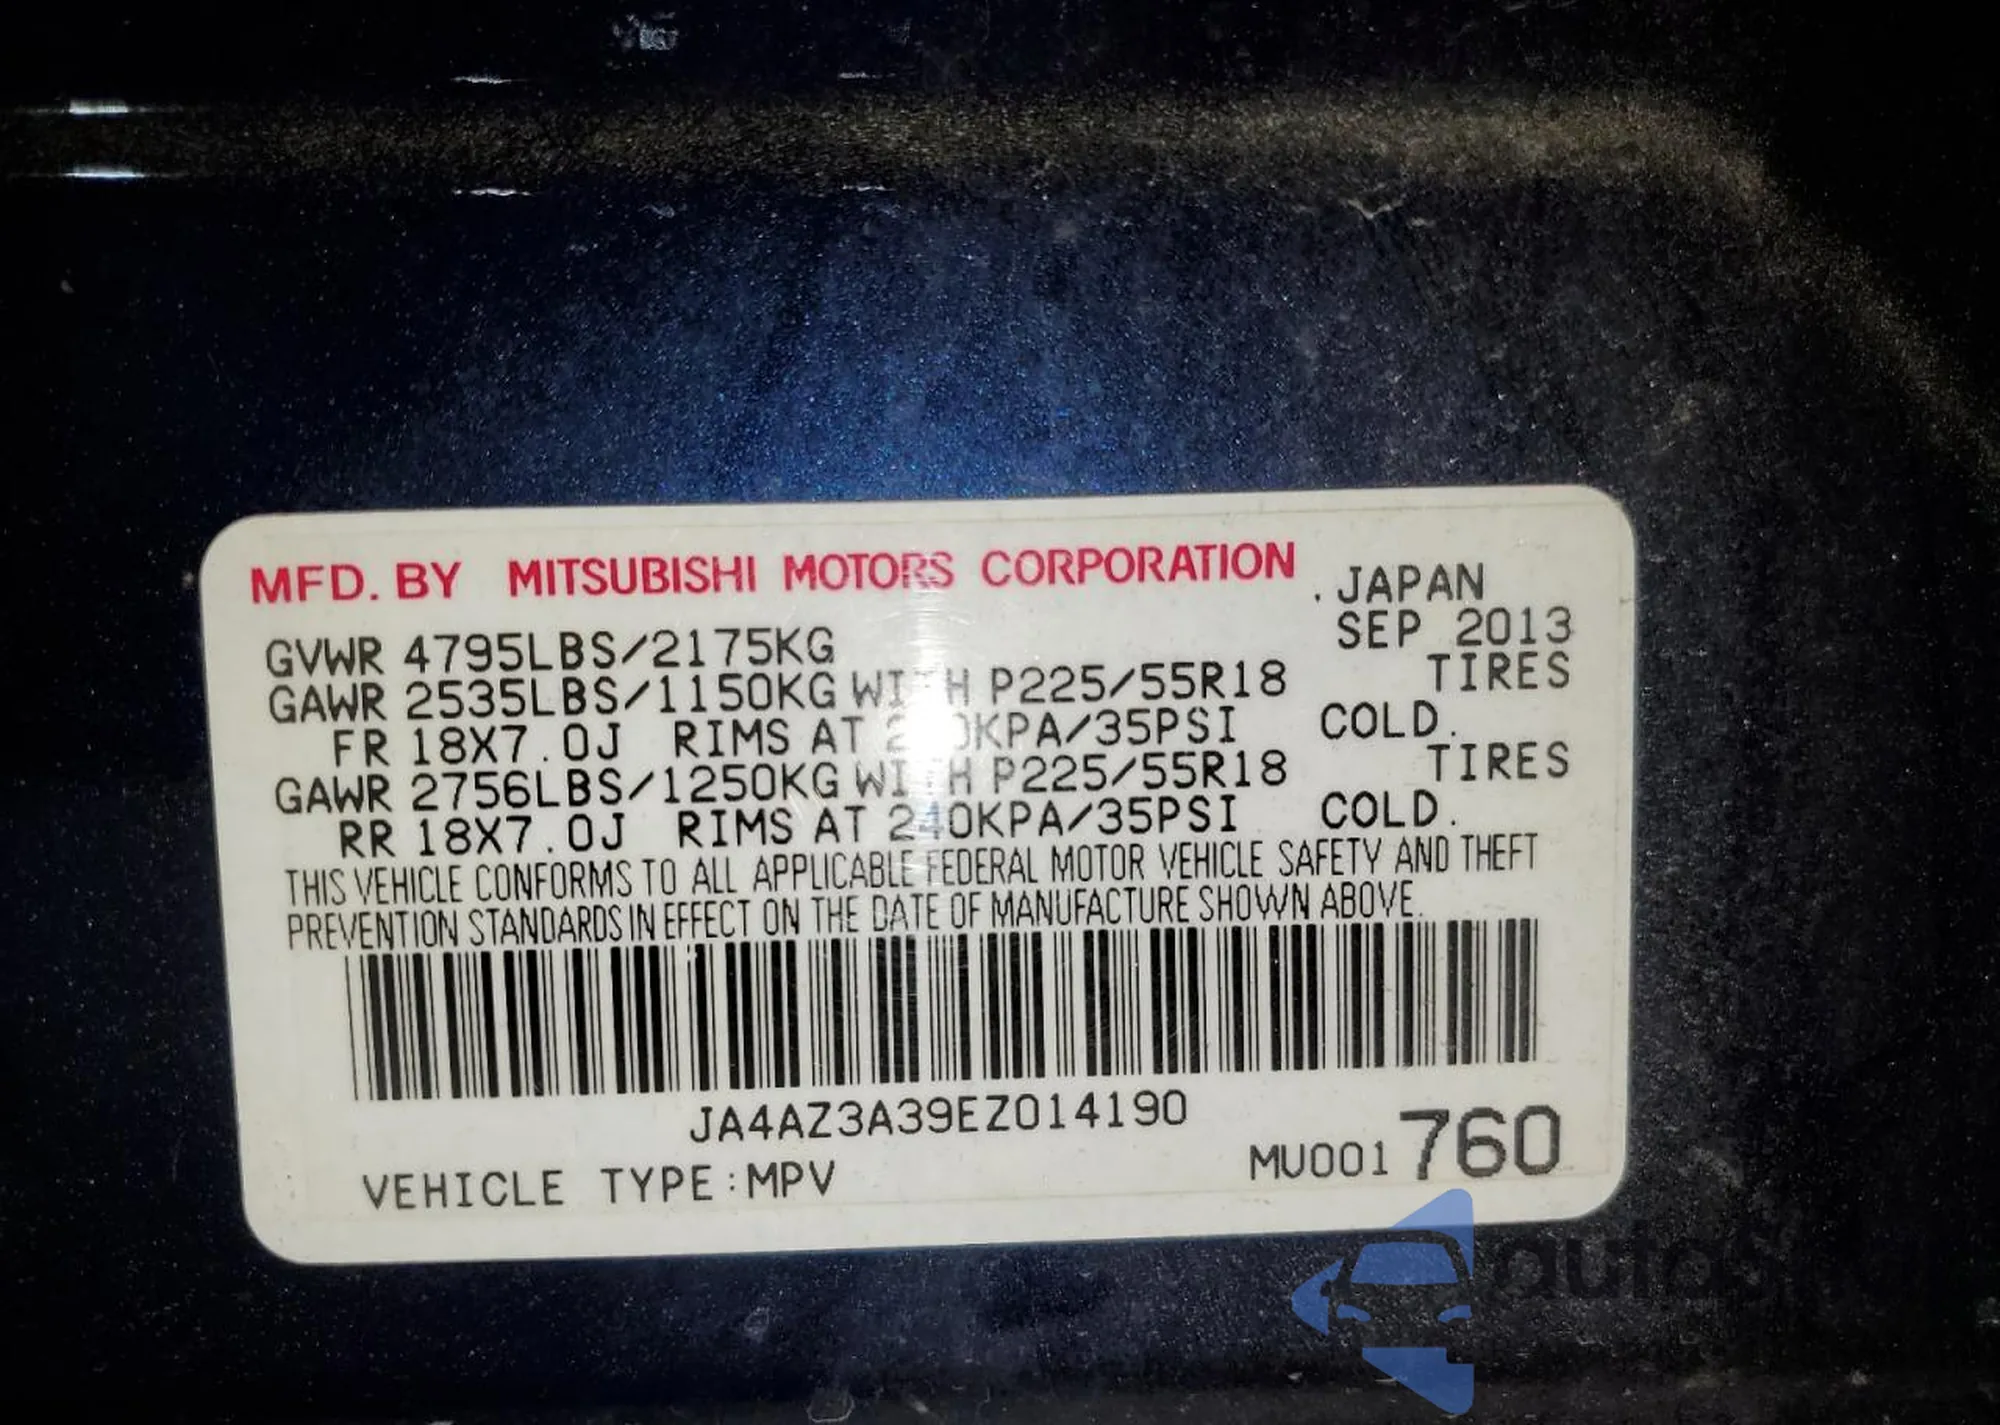 MFD. BY MITSUBISHI MOTORS CORPORATION
. JAPAN
SEP 2013
GVWR 4795LBS/2175KG
GAWR 2535LBS/1150KG WITH P225/55R18 TIRES
FR 18X7.0J RIMS AT 240KPA/35PSI COLD.
GAWR 2756LBS/1250KG WITH P225/55R18 TIRES
RR 18X7.0J RIMS AT 240KPA/35PSI COLD.
THIS VEHICLE CONFORMS TO ALL APPLICABLE FEDERAL MOTOR VEHICLE SAFETY AND THEFT
PREVENTION STANDARDS IN EFFECT ON THE DATE OF MANUFACTURE SHOWN ABOVE.
JA4AZ3A39EZ014190
MU001 760
VEHICLE TYPE:MPV